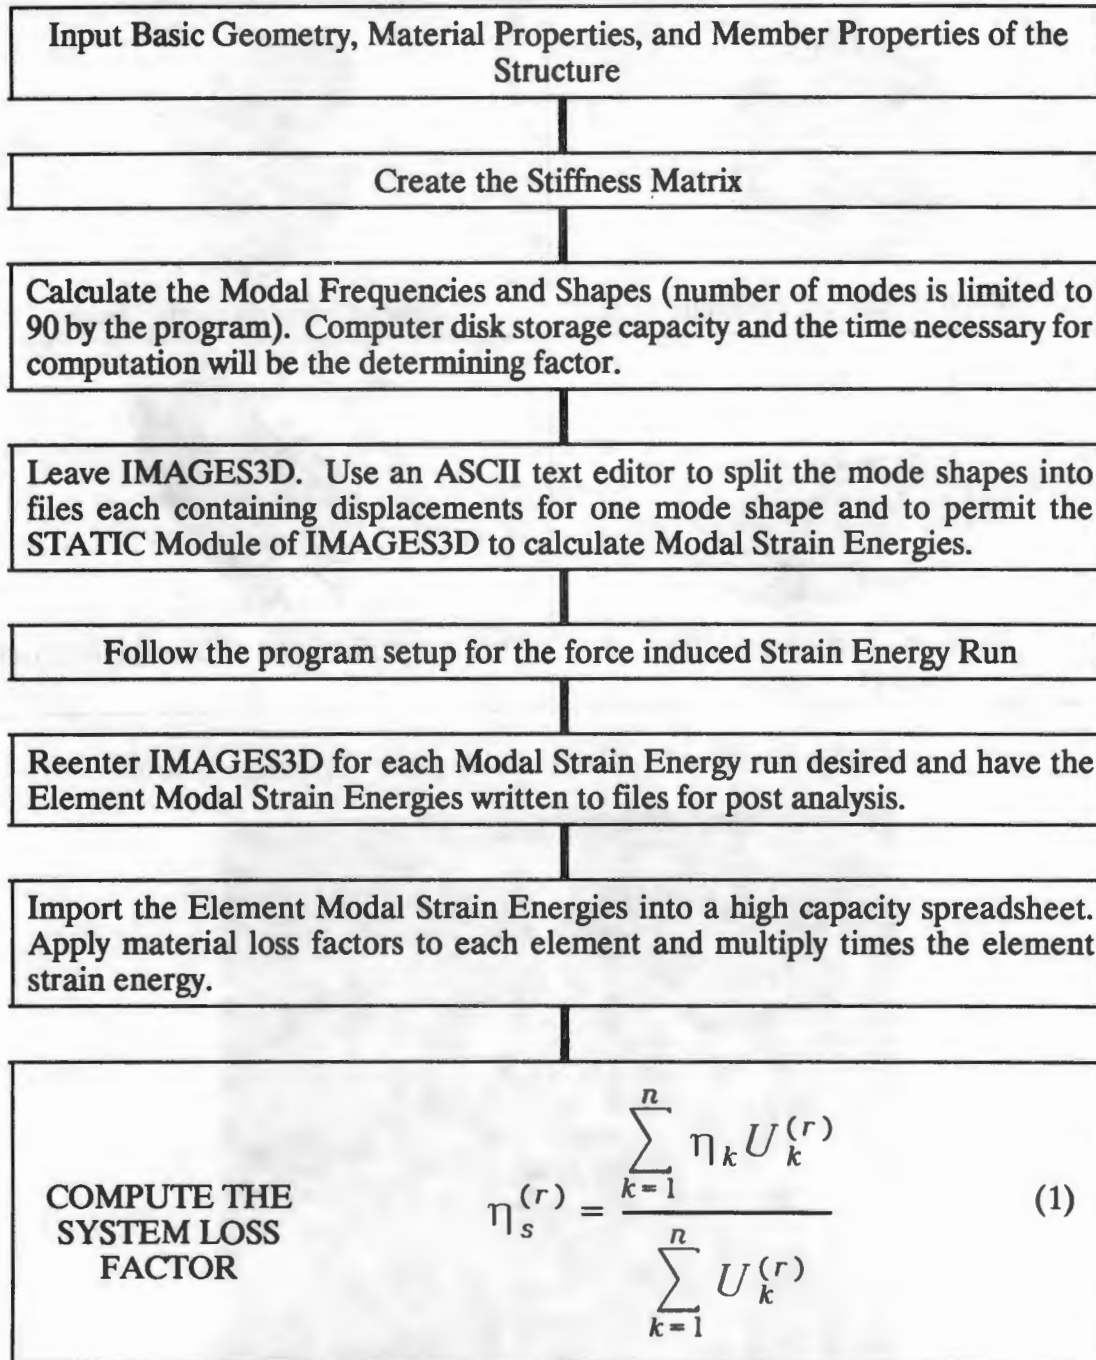 Input Basic Geometry, Material Properties, and Member Properties of the
Structure
Create the Stiffness Matrix
Calculate the Modal Frequencies and Shapes (number of modes is limited to
90 by the program). Computer disk storage capacity and the time necessary for
computation will be the determining factor.
Leave IMAGES3D. Use an ASCII text editor to split the mode shapes into
files each containing displacements for one mode shape and to permit the
STATIC Module of IMAGES3D to calculate Modal Strain Energies.
Follow the program setup for the force induced Strain Energy Run
Reenter IMAGES3D for each Modal Strain Energy run desired and have the
Element Modal Strain Energies written to files for post analysis.
Import the Element Modal Strain Energies into a high capacity spreadsheet.
Apply material loss factors to each element and multiply times the element
strain energy.
COMPUTE THE
SYSTEM LOSS
FACTOR
η_s^{(r)} = \frac{\sum_{k=1}^{n} η_k U_k^{(r)}}{\sum_{k=1}^{n} U_k^{(r)}} (1)